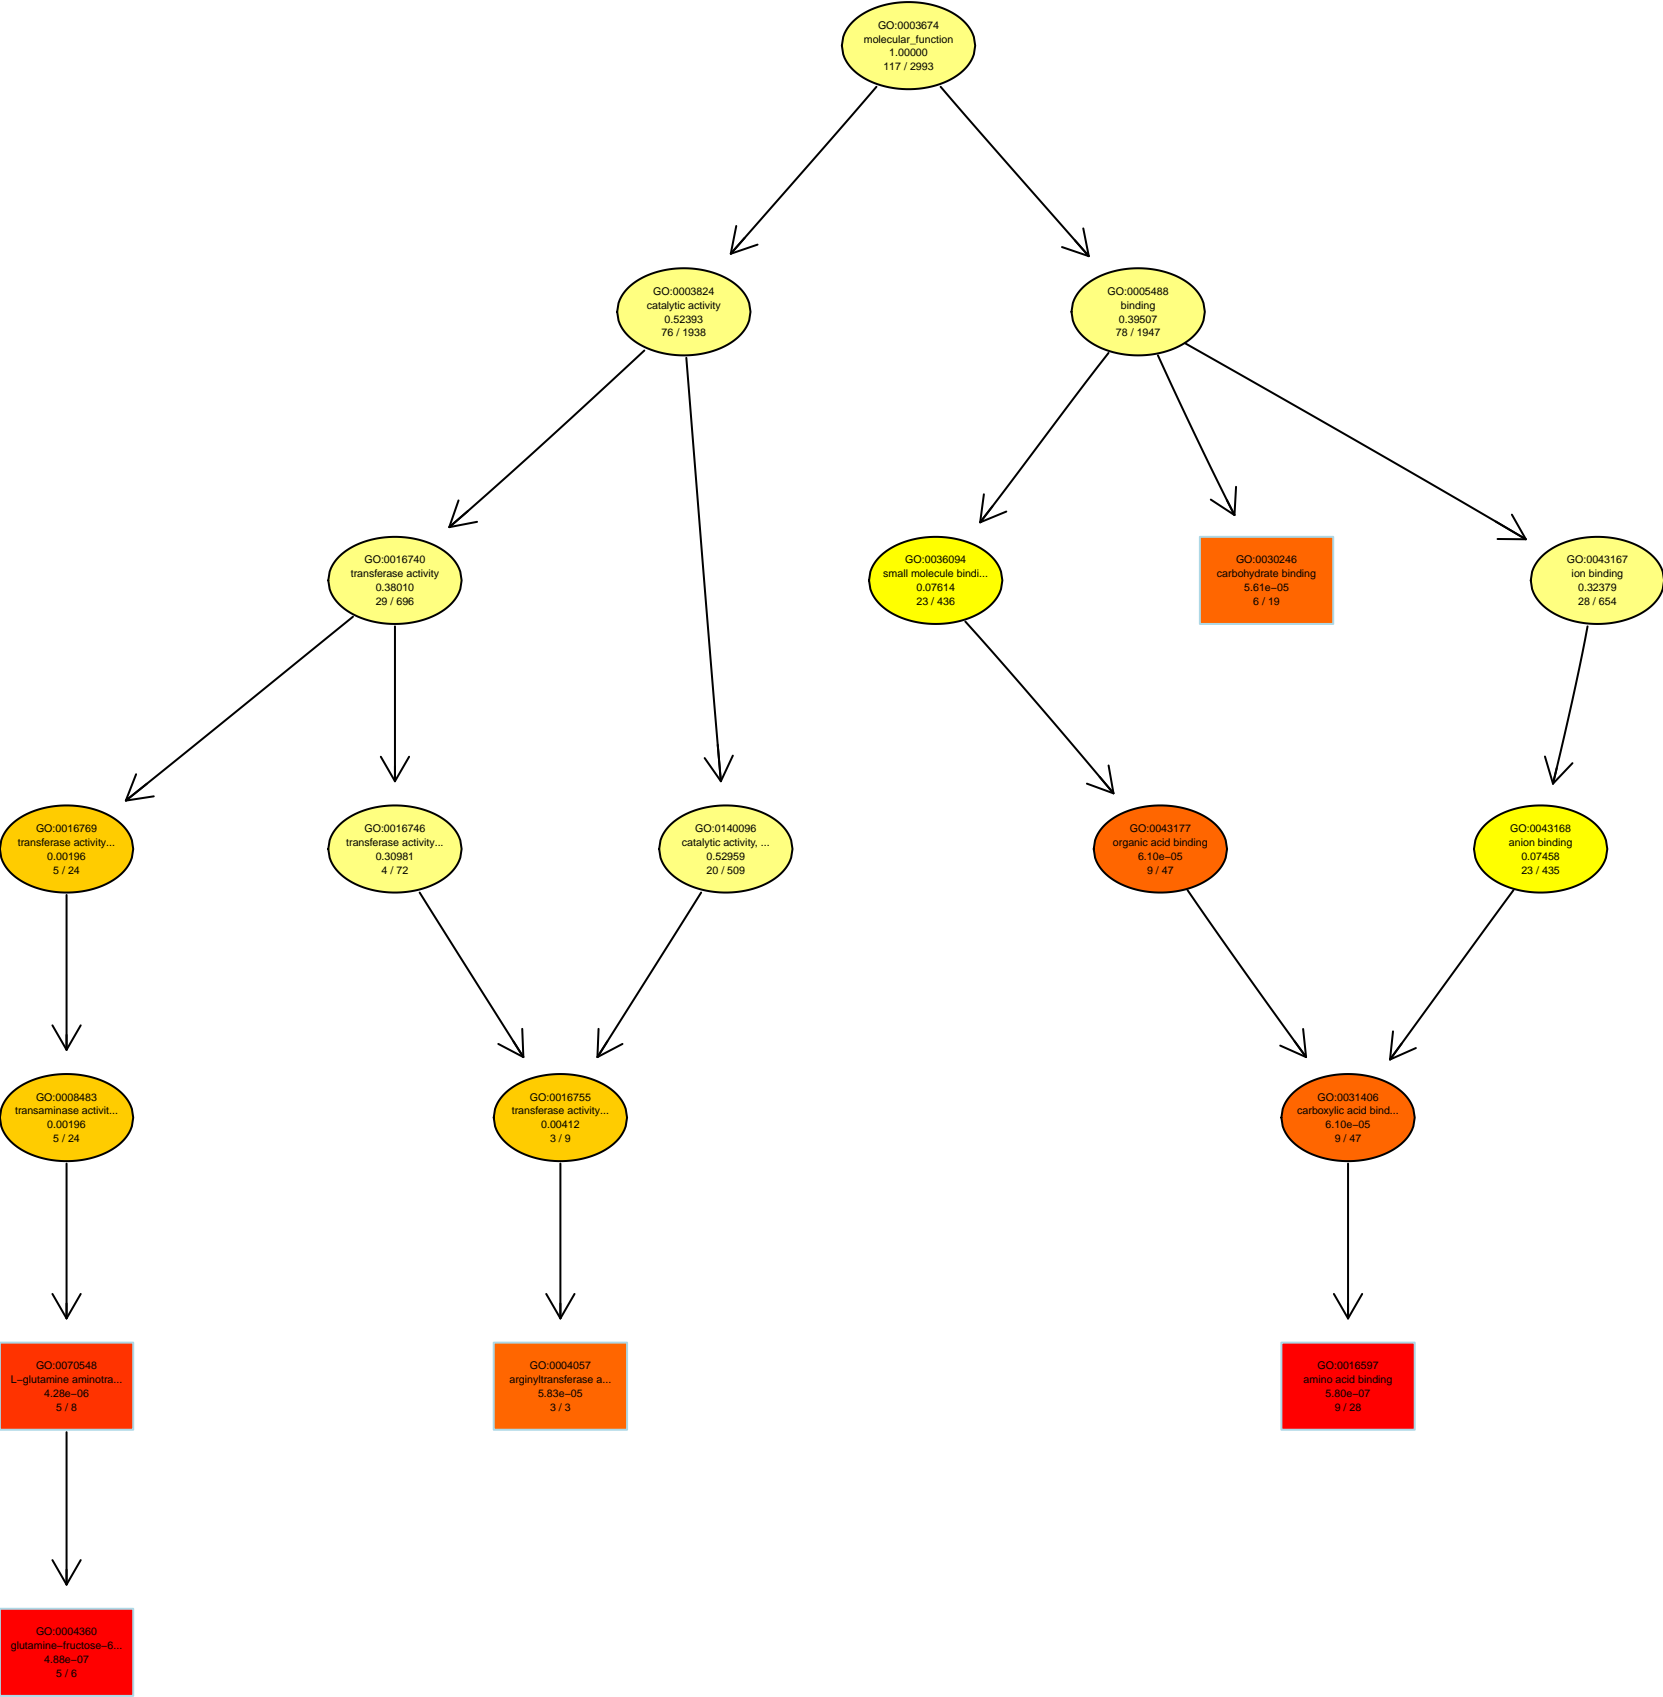 GO:0003674
molecular_function
1.00000
117 / 2993
GO:0003824
catalytic activity
0.52393
76 / 1938
GO:0005488
binding
0.39507
78 / 1947
GO:0016740
transferase activity
0.38010
29 / 696
GO:0036094
small molecule bindi...
0.07614
23 / 436
GO:0030246
carbohydrate binding
5.61e−05
6 / 19
GO:0043167
ion binding
0.32379
28 / 654
GO:0016769
transferase activity...
0.00196
5 / 24
GO:0016746
transferase activity...
0.30981
4 / 72
GO:0140096
catalytic activity, ...
0.52959
20 / 509
GO:0043177
organic acid binding
6.10e−05
9 / 47
GO:0043168
anion binding
0.07458
23 / 435
GO:0008483
transaminase activit...
0.00196
5 / 24
GO:0016755
transferase activity...
0.00412
3 / 9
GO:0031406
carboxylic acid bind...
6.10e−05
9 / 47
GO:0070548
L−glutamine aminotra...
4.28e−06
5 / 8
GO:0004057
arginyltransferase a...
5.83e−05
3 / 3
GO:0016597
amino acid binding
5.80e−07
9 / 28
GO:0004360
glutamine−fructose−6...
4.88e−07
5 / 6